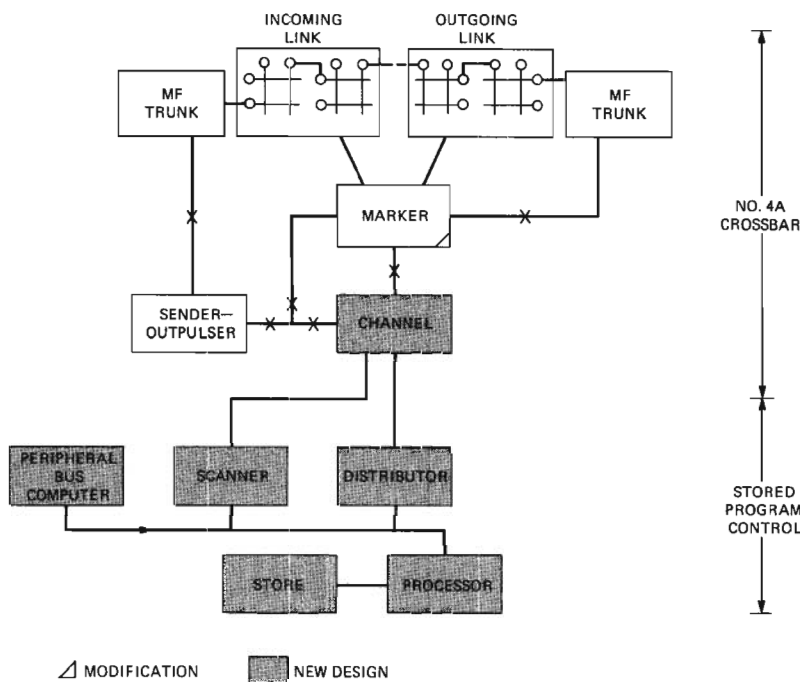 INCOMING
LINK
OUTGOING
LINK
MF
TRUNK
MF
TRUNK
MARKER
NO. 4A
CROSSBAR
SENDER—
OUTPULSER
CHANNEL
PERIPHERAL
BUS
COMPUTER
SCANNER
DISTRIBUTOR
STORED
PROGRAM
CONTROL
STORE
PROCESSOR
MODIFICATION
NEW DESIGN